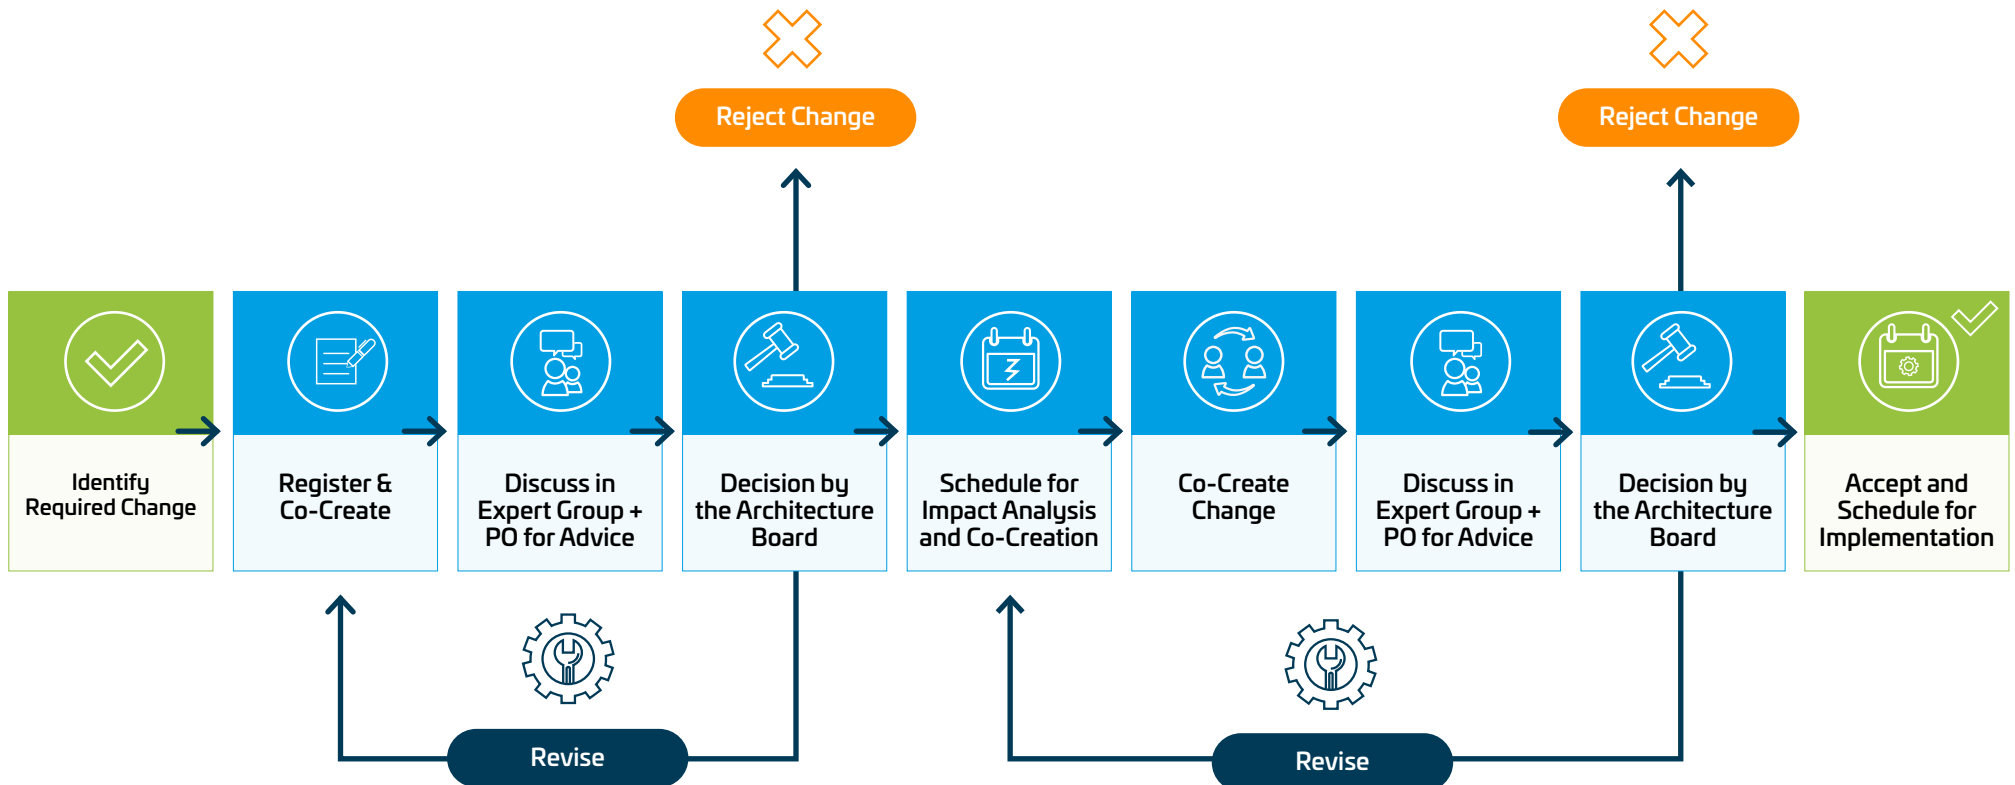 Reject Change
Reject Change
Identify
Required Change
Register &
Co-Create
Discuss in
Expert Group +
PO for Advice
Decision by
the Architecture
Board
Schedule for
Impact Analysis
and Co-Creation
Co-Create
Change
Discuss in
Expert Group +
PO for Advice
Decision by
the Architecture
Board
Accept and
Schedule for
Implementation
Revise
Revise